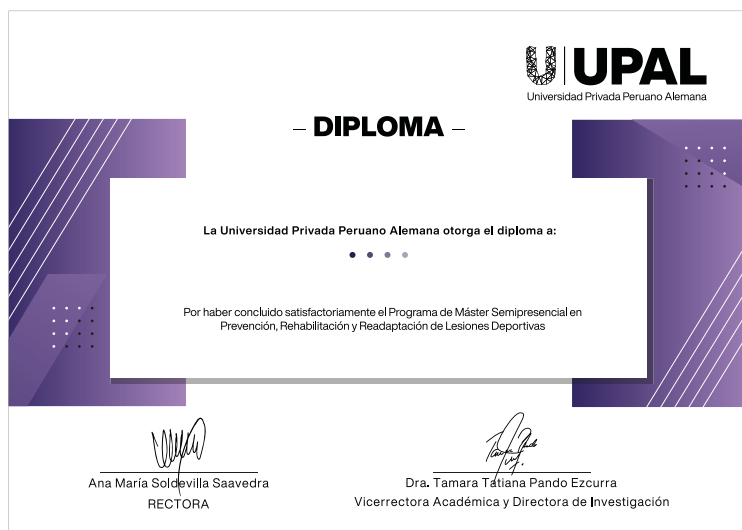 UPAL
Universidad Privada Peruano Alemana
– DIPLOMA –
La Universidad Privada Peruano Alemana otorga el diploma a:
Por haber concluido satisfactoriamente el Programa de Máster Semipresencial en
Prevención, Rehabilitación y Readaptación de Lesiones Deportivas
Ana María Soldevilla Saavedra
RECTORA
Dra. Tamara Tatiana Pando Ezcurra
Vicerrectora Académica y Directora de Investigación